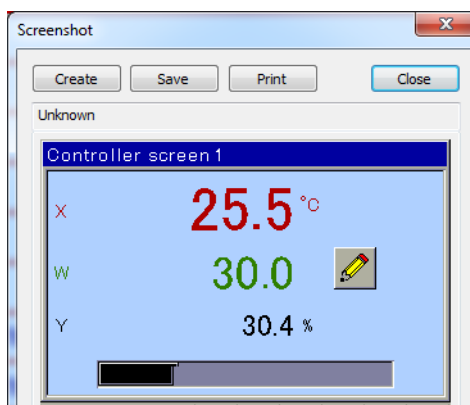 Screenshot
Create Save Print Close
Unknown
Controller screen 1
X 25.5 °C
W 30.0
Y 30.4 %